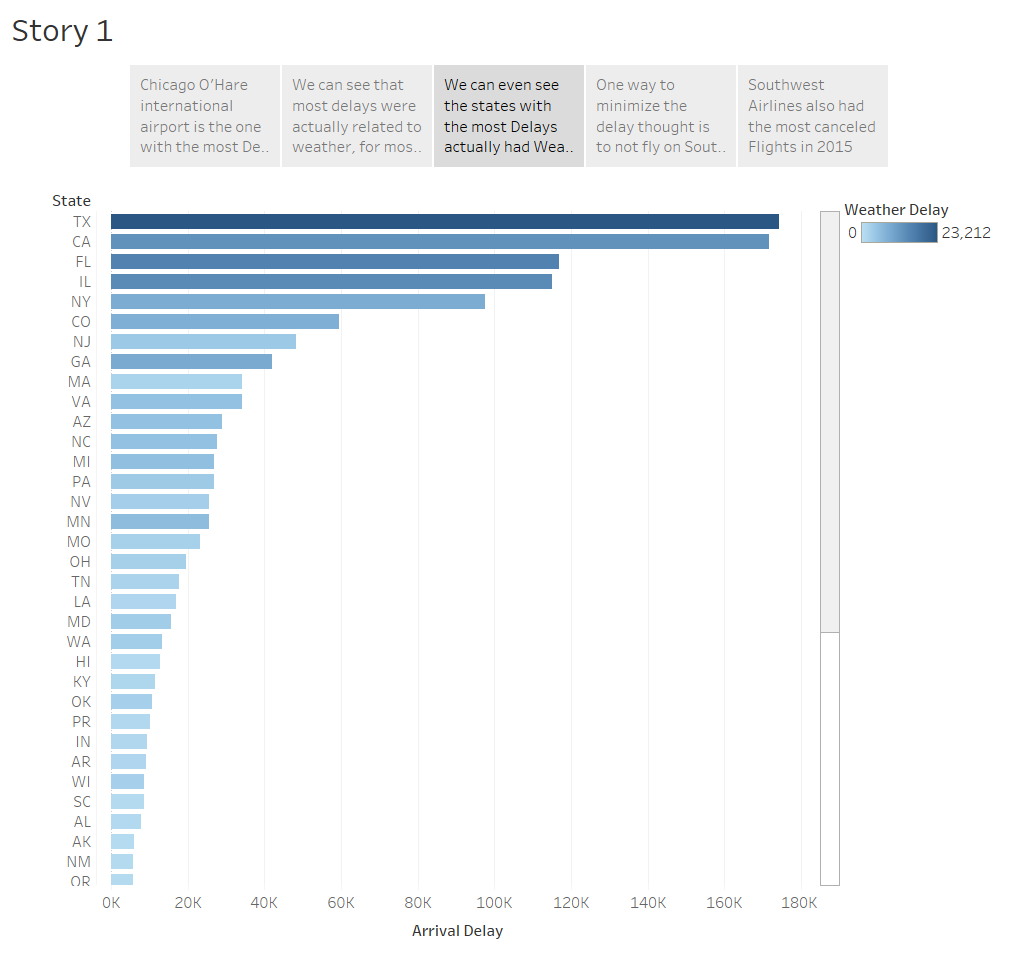 Story 1
Chicago O'Hare
international
airport is the one
with the most De..
We can see that
most delays were
actually related to
weather, for mos..
We can even see
the states with
the most Delays
actually had Wea..
One way to
minimize the
delay thought is
to not fly on Sout..
Southwest
Airlines also had
the most canceled
Flights in 2015
State
TX
CA
FL
IL
NY
CO
NJ
GA
MA
VA
AZ
NC
MI
PA
NV
MN
MO
OH
TN
LA
MD
WA
HI
KY
OK
PR
IN
AR
WI
SC
AL
AK
NM
OR
0K 20K 40K 60K 80K 100K 120K 140K 160K 180K
Arrival Delay
Weather Delay
0 23,212